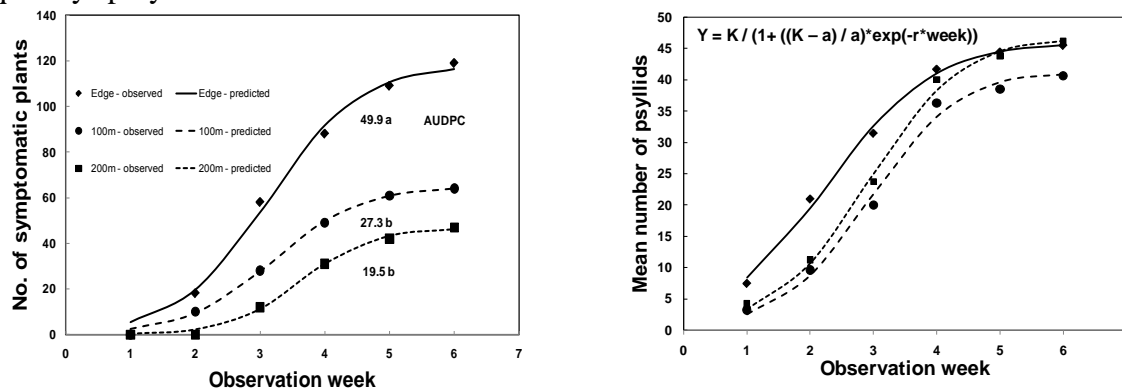 140
120
100
80
60
40
20
0
No. of symptomatic plants
Edge - observed Edge - predicted
100m - observed 100m - predicted
200m - observed 200m - predicted
49.9 a AUDPC
27.3 b
19.5 b
0 1 2 3 4 5 6 7
Observation week
50
45
40
35
30
25
20
15
10
5
0
Mean number of psyllids
Y = K / (1+ ((K – a) / a)*exp(-r*week))
0 1 2 3 4 5 6 7
Observation week